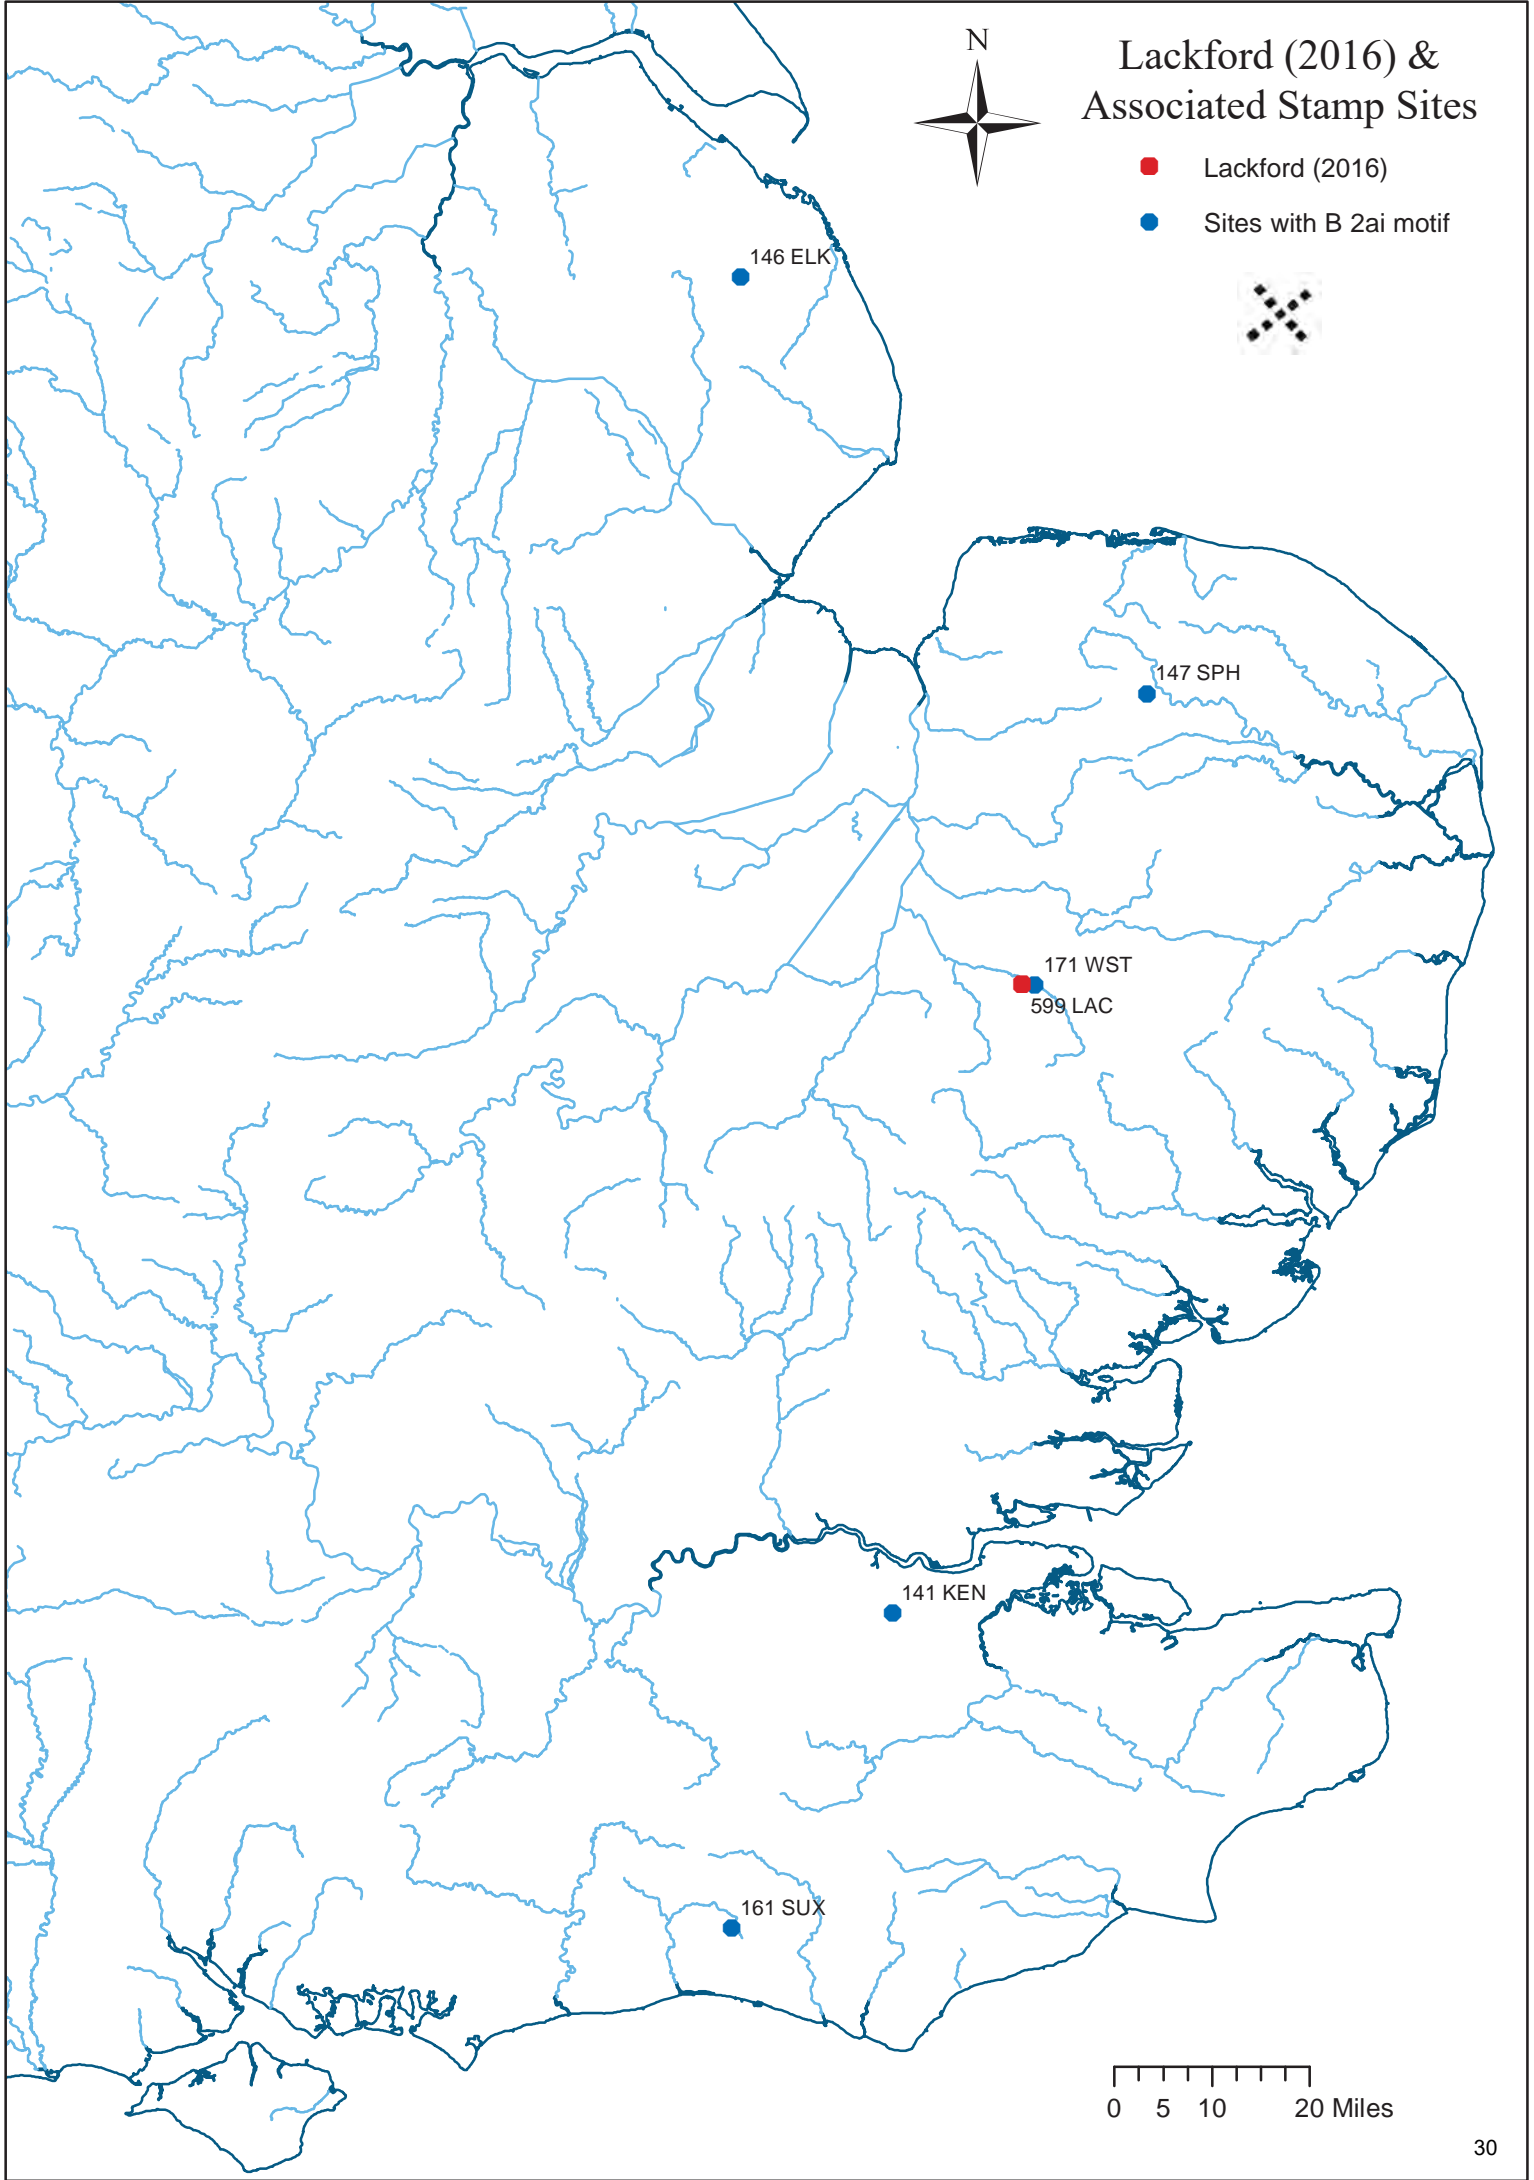 N
Lackford (2016) &
Associated Stamp Sites
Lackford (2016)
Sites with B 2ai motif
146 ELK
147 SPH
171 WST
599 LAC
141 KEN
161 SUX
0 5 10 20 Miles
30